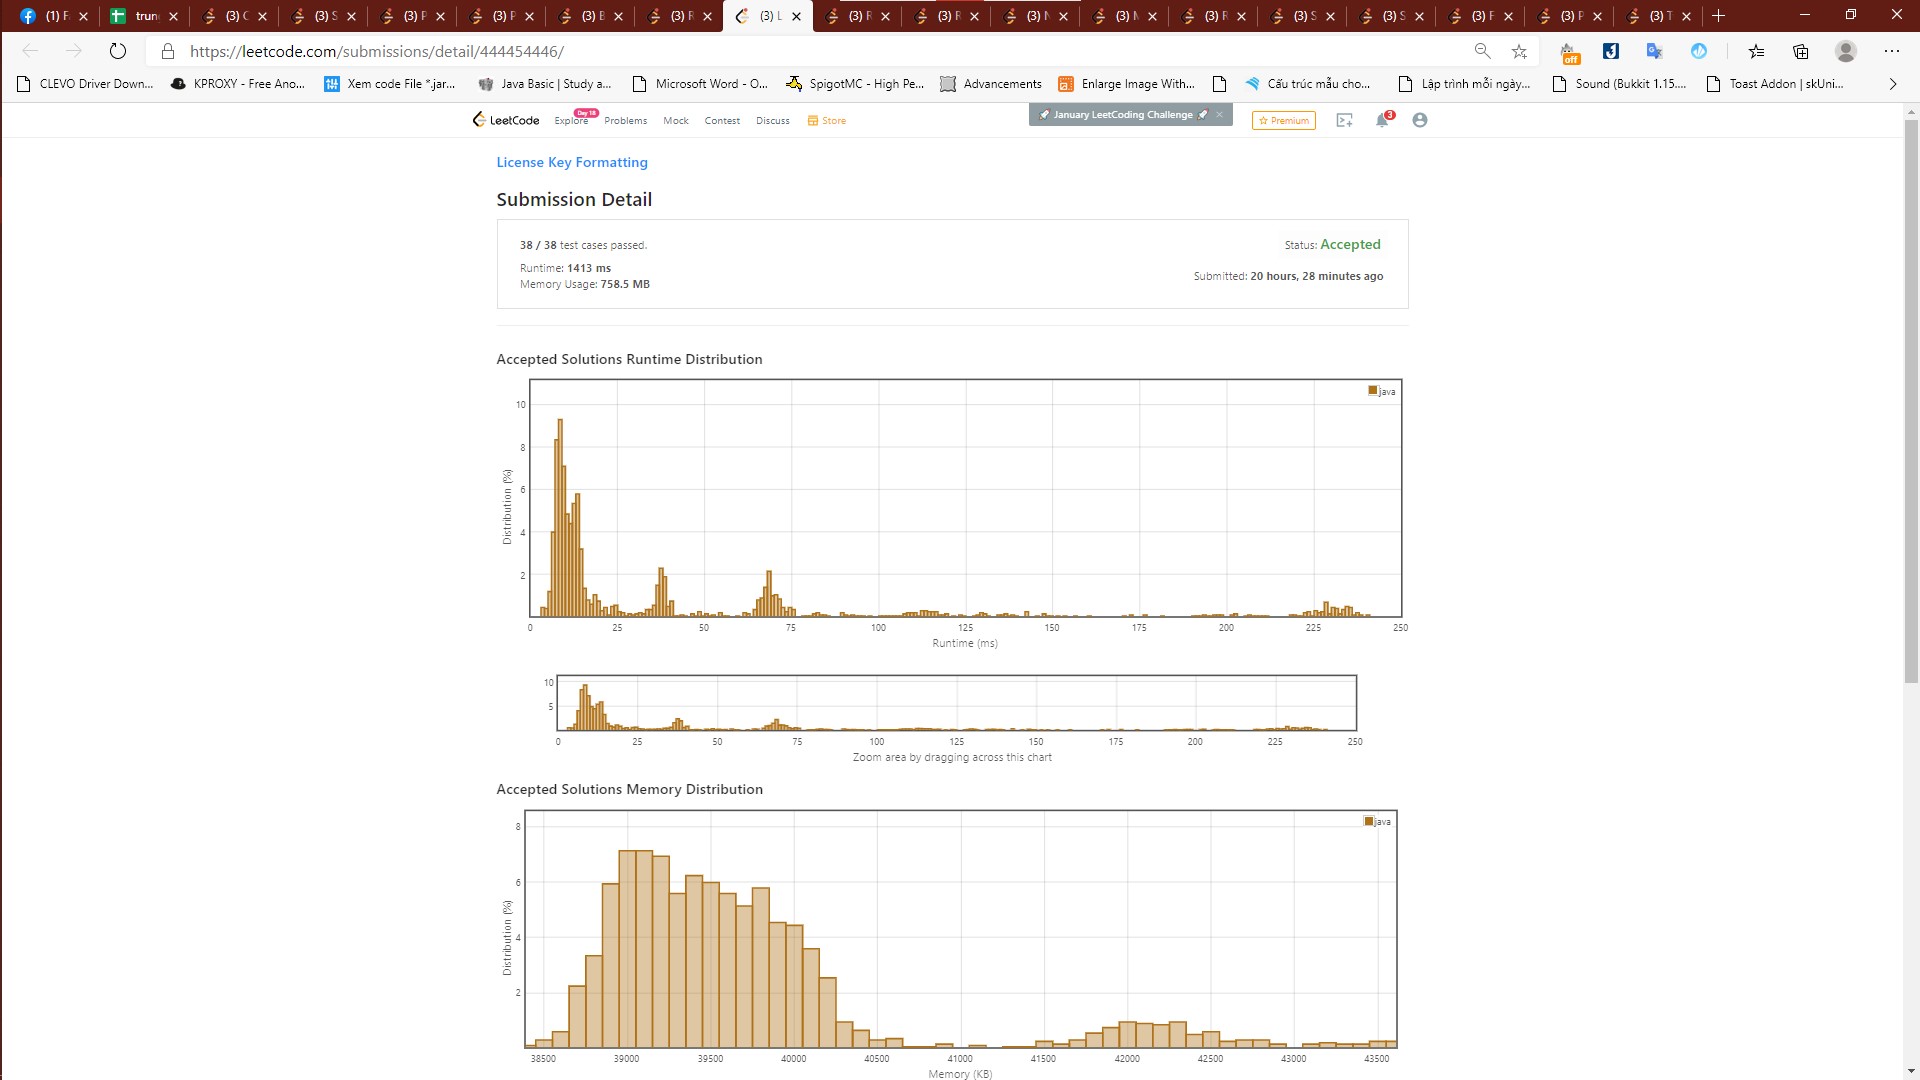 (1) F
trun
(3) C
(3) S
(3) P
(3) P
(3) B
(3) R
(3) L
(3) R
(3) R
(3) N
(3) M
(3) R
(3) S
(3) S
(3) F
(3) P
(3) T
https://leetcode.com/submissions/detail/444454446/
off
CLEVO Driver Down...
KPROXY - Free Ano...
Xem code File *.jar...
Java Basic | Study a...
Microsoft Word - O...
SpigotMC - High Pe...
Advancements
Enlarge Image With...
Cấu trúc mẫu cho...
Lập trình mỗi ngày...
Sound (Bukkit 1.15....
Toast Addon | skUni...
LeetCode
Explore
Day 18
Problems
Mock
Contest
Discuss
Store
January LeetCoding Challenge
Premium
3
License Key Formatting
Submission Detail
38 / 38 test cases passed.
Status: Accepted
Runtime: 1413 ms
Memory Usage: 758.5 MB
Submitted: 20 hours, 28 minutes ago
Accepted Solutions Runtime Distribution
java
10
8
6
4
2
Distribution (%)
0 25 50 75 100 125 150 175 200 225 250
Runtime (ms)
10
5
0 25 50 75 100 125 150 175 200 225 250
Zoom area by dragging across this chart
Accepted Solutions Memory Distribution
java
8
6
4
2
Distribution (%)
38500 39000 39500 40000 40500 41000 41500 42000 42500 43000 43500
Memory (KB)